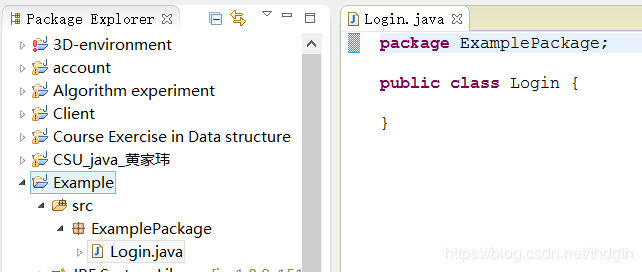 Package Explorer
3D-environment
account
Algorithm experiment
Client
Course Exercise in Data structure
CSU_java_黄家玮
Example
src
ExamplePackage
Login.java
Login.java
package ExamplePackage;
public class Login {
}
https://blog.csdn.net/thdgth